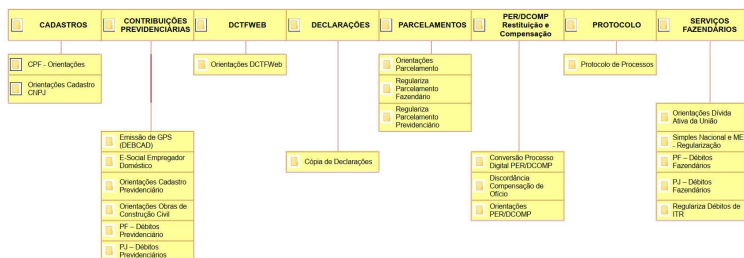 CADASTROS
CONTRIBUIÇÕES
PREVIDENCIÁRIAS
DCTFWEB
DECLARAÇÕES
PARCELAMENTOS
PER/DCOMP
Restituição e
Compensação
PROTOCOLO
SERVIÇOS
FAZENDÁRIOS
CPF - Orientações
Orientações Cadastro
CNPJ
Emissão de GPS
(DEBCAD)
E-Social Empregador
Doméstico
Orientações Cadastro
Previdenciário
Orientações Obras de
Construção Civil
PF – Débitos
Previdenciário
PJ – Débitos
Previdenciários
Orientações DCTFWeb
Cópia de Declarações
Orientações
Parcelamento
Regulariza
Parcelamento
Fazendário
Regulariza
Parcelamento
Previdenciário
Conversão Processo
Digital PER/DCOMP
Discordância
Compensação de
Ofício
Orientações
PER/DCOMP
Protocolo de Processos
Orientações Dívida
Ativa da União
Simples Nacional e MEI
- Regularização
PF – Débitos
Fazendários
PJ – Débitos
Fazendários
Regulariza Débitos de
ITR